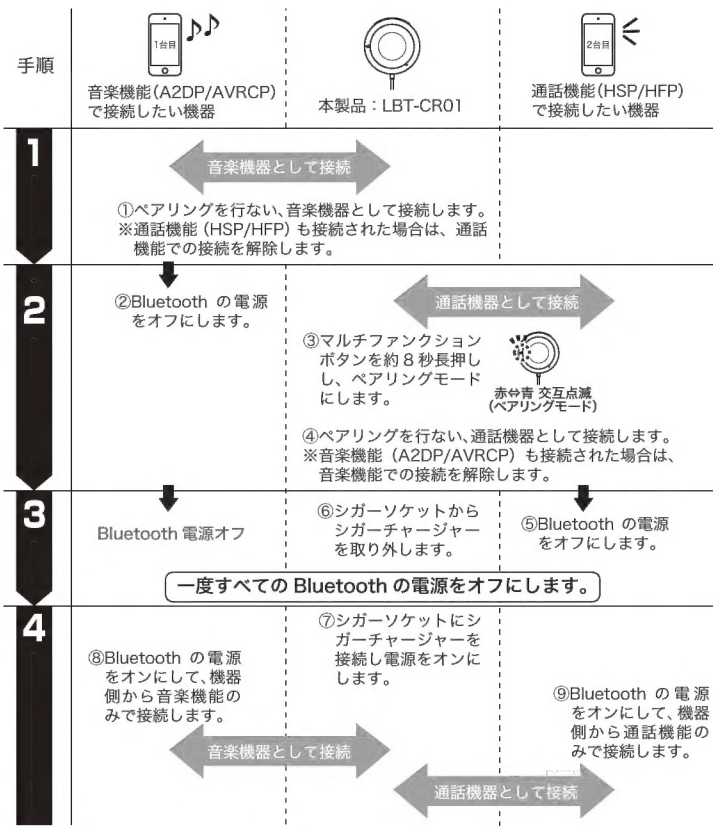 手順
1台目
音楽機能(A2DP/AVRCP)
で接続したい機器
本製品：LBT-CR01
2台目
通話機能(HSP/HFP)
で接続したい機器
1
音楽機器として接続
①ペアリングを行ない、音楽機器として接続します。
※通話機能(HSP/HFP)も接続された場合は、通話
機能での接続を解除します。
2
②Bluetooth の電源
をオフにします。
通話機器として接続
③マルチファンクション
ボタンを約8秒長押し
し、ペアリングモード
にします。
赤⇔青 交互点滅
(ペアリングモード)
④ペアリングを行ない、通話機器として接続します。
※音楽機能(A2DP/AVRCP)も接続された場合は、
音楽機能での接続を解除します。
3
Bluetooth 電源オフ
⑥シガーソケットから
シガーチャージャー
を取り外します。
⑤Bluetooth の電源
をオフにします。
一度すべての Bluetooth の電源をオフにします。
4
⑧Bluetooth の電源
をオンにして、機器
側から音楽機能の
みで接続します。
⑦シガーソケットにシ
ガーチャージャーを
接続し電源をオンに
します。
⑨Bluetooth の電源
をオンにして、機器
側から通話機能の
みで接続します。
音楽機器として接続
通話機器として接続